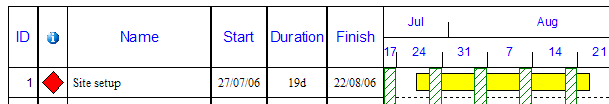 Jul Aug
ID Name Start Duration Finish
17 24 31 7 14 21
1 Site setup 27/07/06 19d 22/08/06